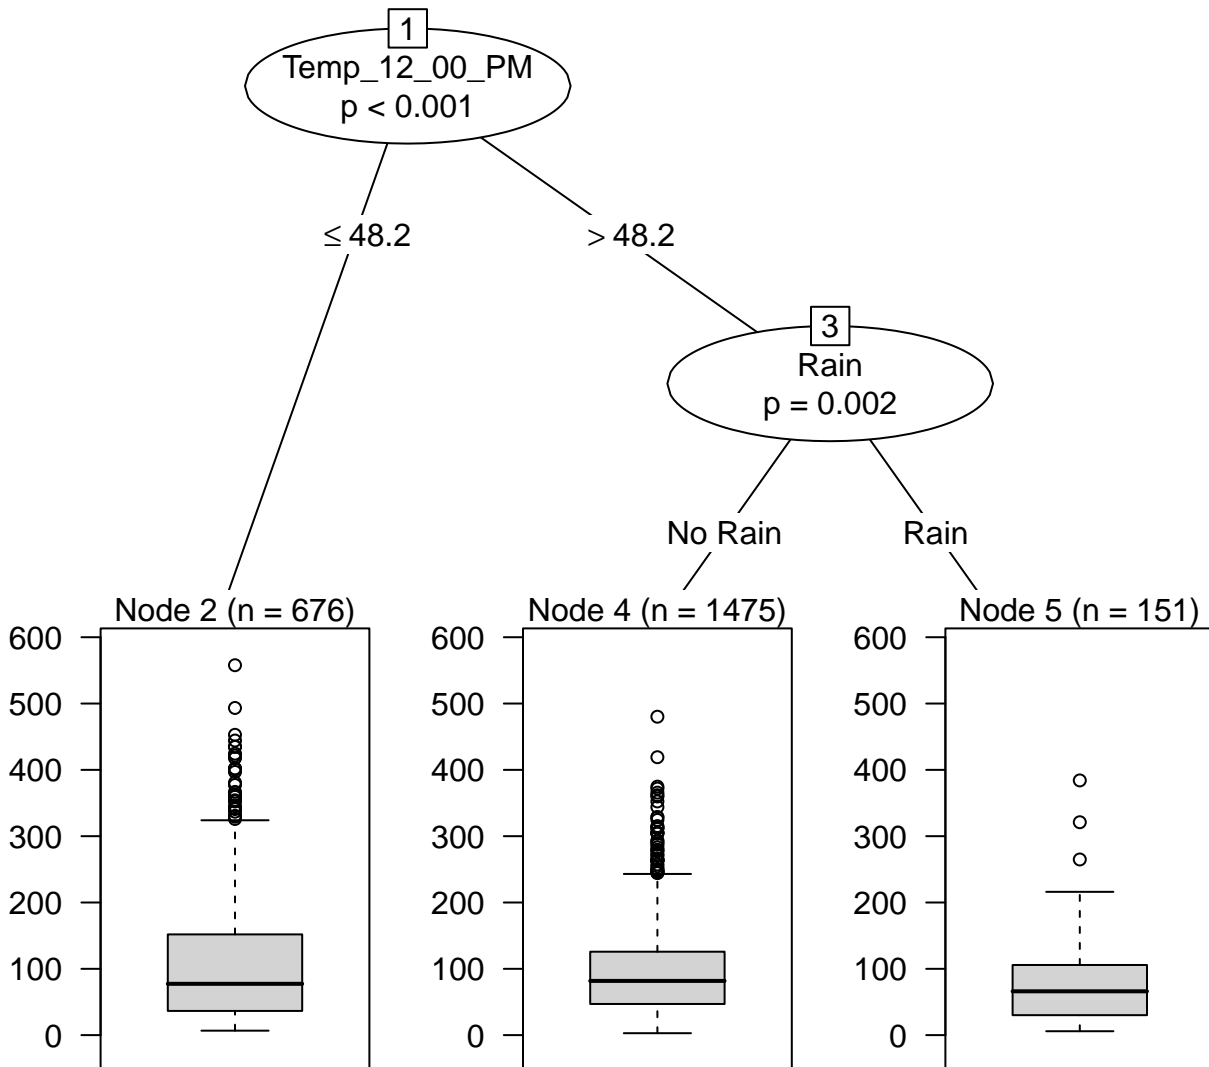 1
Temp_12_00_PM
p < 0.001
≤ 48.2
> 48.2
3
Rain
p = 0.002
No Rain
Rain
Node 2 (n = 676)
600
500
400
300
200
100
0
Node 4 (n = 1475)
600
500
400
300
200
100
0
Node 5 (n = 151)
600
500
400
300
200
100
0